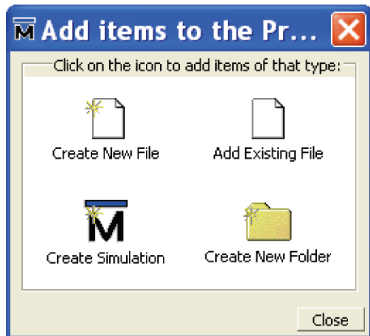 Add items to the Pr...
Click on the icon to add items of that type:
Create New File
Add Existing File
Create Simulation
Create New Folder
Close